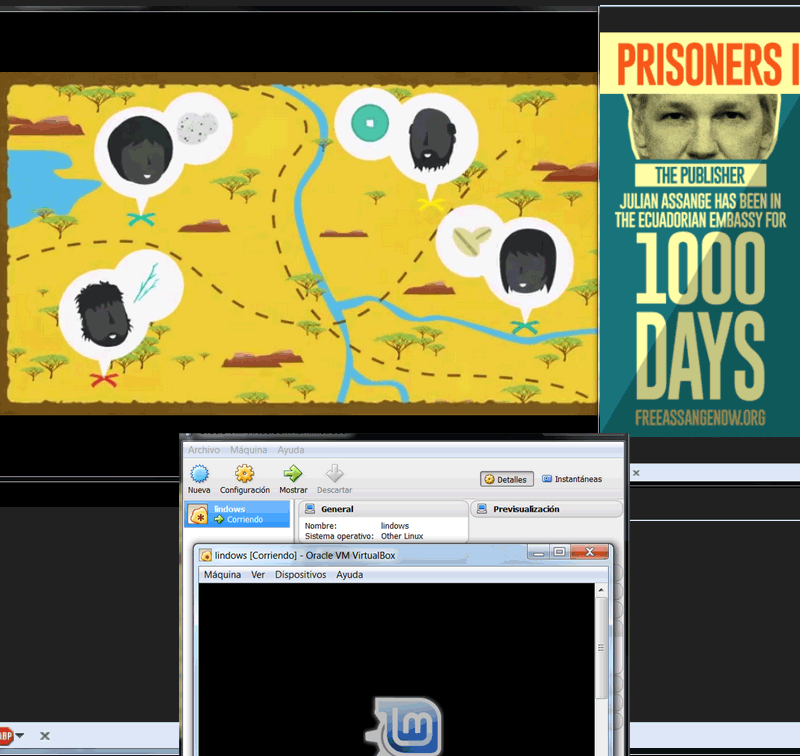 PRISONERS I
THE PUBLISHER
JULIAN ASSANGE HAS BEEN IN
THE ECUADORIAN EMBASSY FOR
1000
DAYS
FREEASSANGENOW.ORG
Archivo Máquina Ayuda
Nueva Configuración Mostrar Descartar
Detalles Instantáneas
lindows
Corriendo
General
Nombre: lindows
Sistema operativo: Other Linux
Previsualización
lindows [Corriendo] - Oracle VM VirtualBox
Máquina Ver Dispositivos Ayuda
lm
ABP